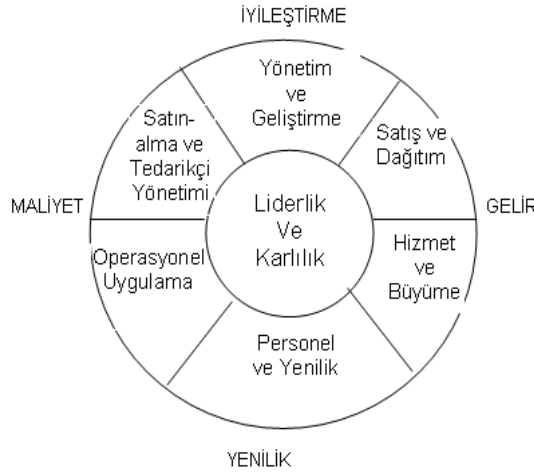 İYİLEŞTİRME
Yönetim
ve
Geliştirme
Satın-
alma ve
Tedarikçi
Yönetimi
Satış ve
Dağıtım
MALİYET
Liderlik
Ve
Karlılık
GELİR
Operasyonel
Uygulama
Hizmet
ve
Büyüme
Personel
ve Yenilik
YENİLİK